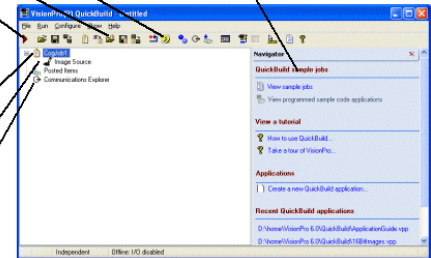 VisionPro(R) QuickBuild - Untitled
File Run Configure Show Help
CogJob1
Image Source
Posted Items
Communications Explorer
Navigator
QuickBuild sample jobs
View sample jobs
View programmed sample code applications
View a tutorial
How to use QuickBuild...
Take a tour of VisionPro...
Applications
Create a new QuickBuild application...
Recent QuickBuild applications
D:\home\VisionPro 6.0\QuickBuild\ApplicationGuide.vpp
D:\home\VisionPro 6.0\QuickBuild\16BitImages.vpp
Independent Offline: I/O disabled